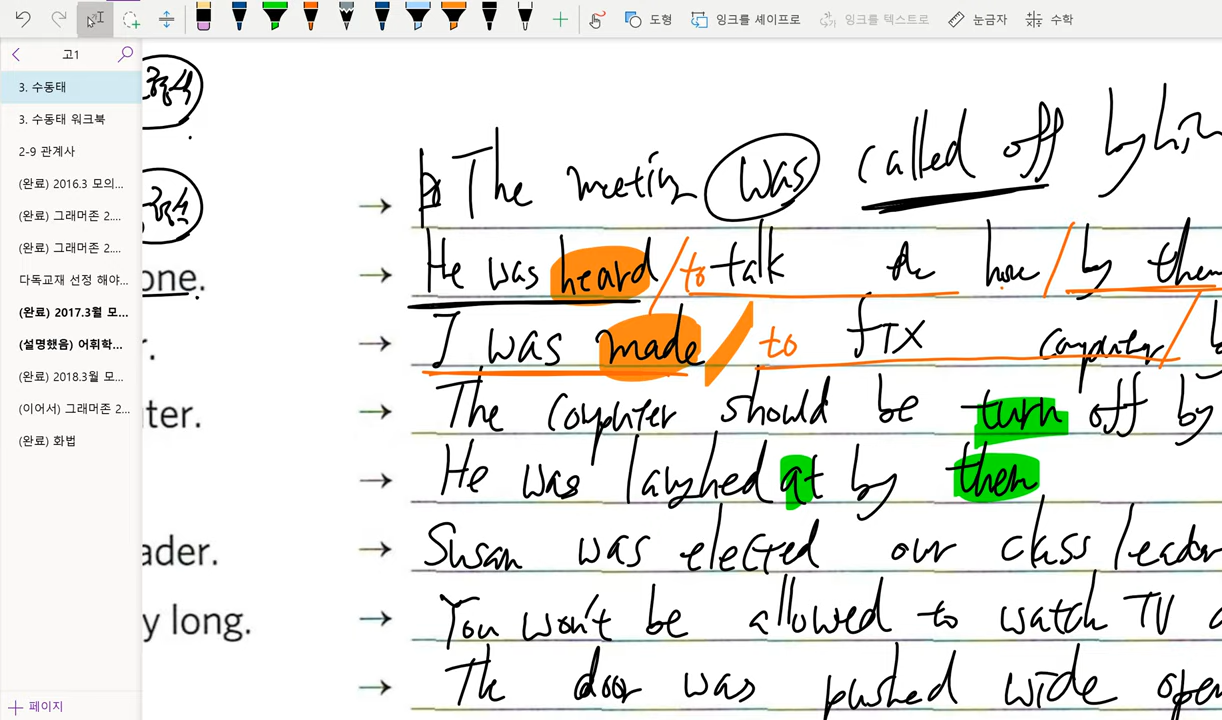 도형
잉크를 셰이프로
잉크를 텍스트로
눈금자
수학
고1
3. 수동태
3. 수동태 워크북
2-9 관계사
(완료) 2016.3 모의...
(완료) 그래머존 2....
(완료) 그래머존 2....
다독교재 선정 해야...
(완료) 2017.3월 모...
(설명했음) 어휘학...
(완료) 2018.3월 모...
(이어서) 그래머존 2...
(완료) 화법
페이지
→ The meeting was called off by
one. → He was heard / to talk the / by them
r. → I was made / to fix computer /
ter. → The computer should be turn off by
→ He was laughed at by them
ader. → Susan was elected our class leader
y long. → You won't be allowed to watch TV
→ The door was pushed wide open